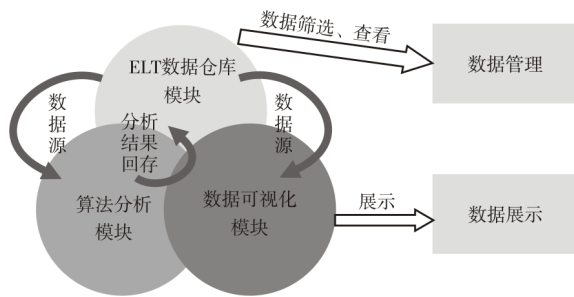 数据筛选、查看
ELT数据仓库
模块
数据管理
数据源
数据源
分析
结果
回存
算法分析
模块
数据可视化
模块
展示
数据展示